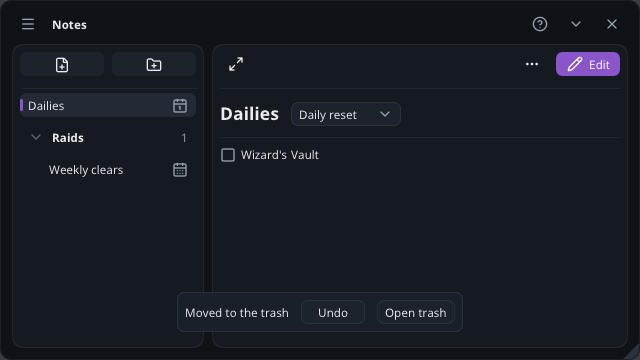 Notes
Edit
Dailies
Raids 1
Weekly clears
Dailies Daily reset
Wizard's Vault
Moved to the trash Undo Open trash